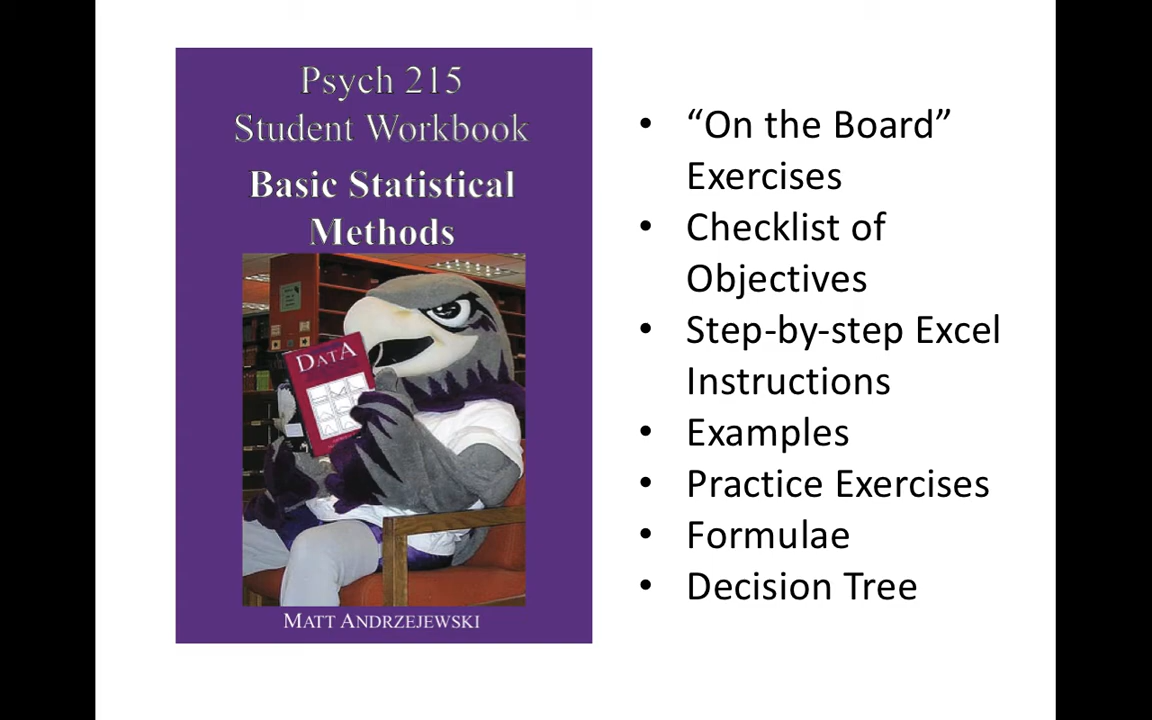 Psych 215
Student Workbook
Basic Statistical
Methods
DATA
MATT ANDRZEJEWSKI
• “On the Board”
Exercises
• Checklist of
Objectives
• Step-by-step Excel
Instructions
• Examples
• Practice Exercises
• Formulae
• Decision Tree